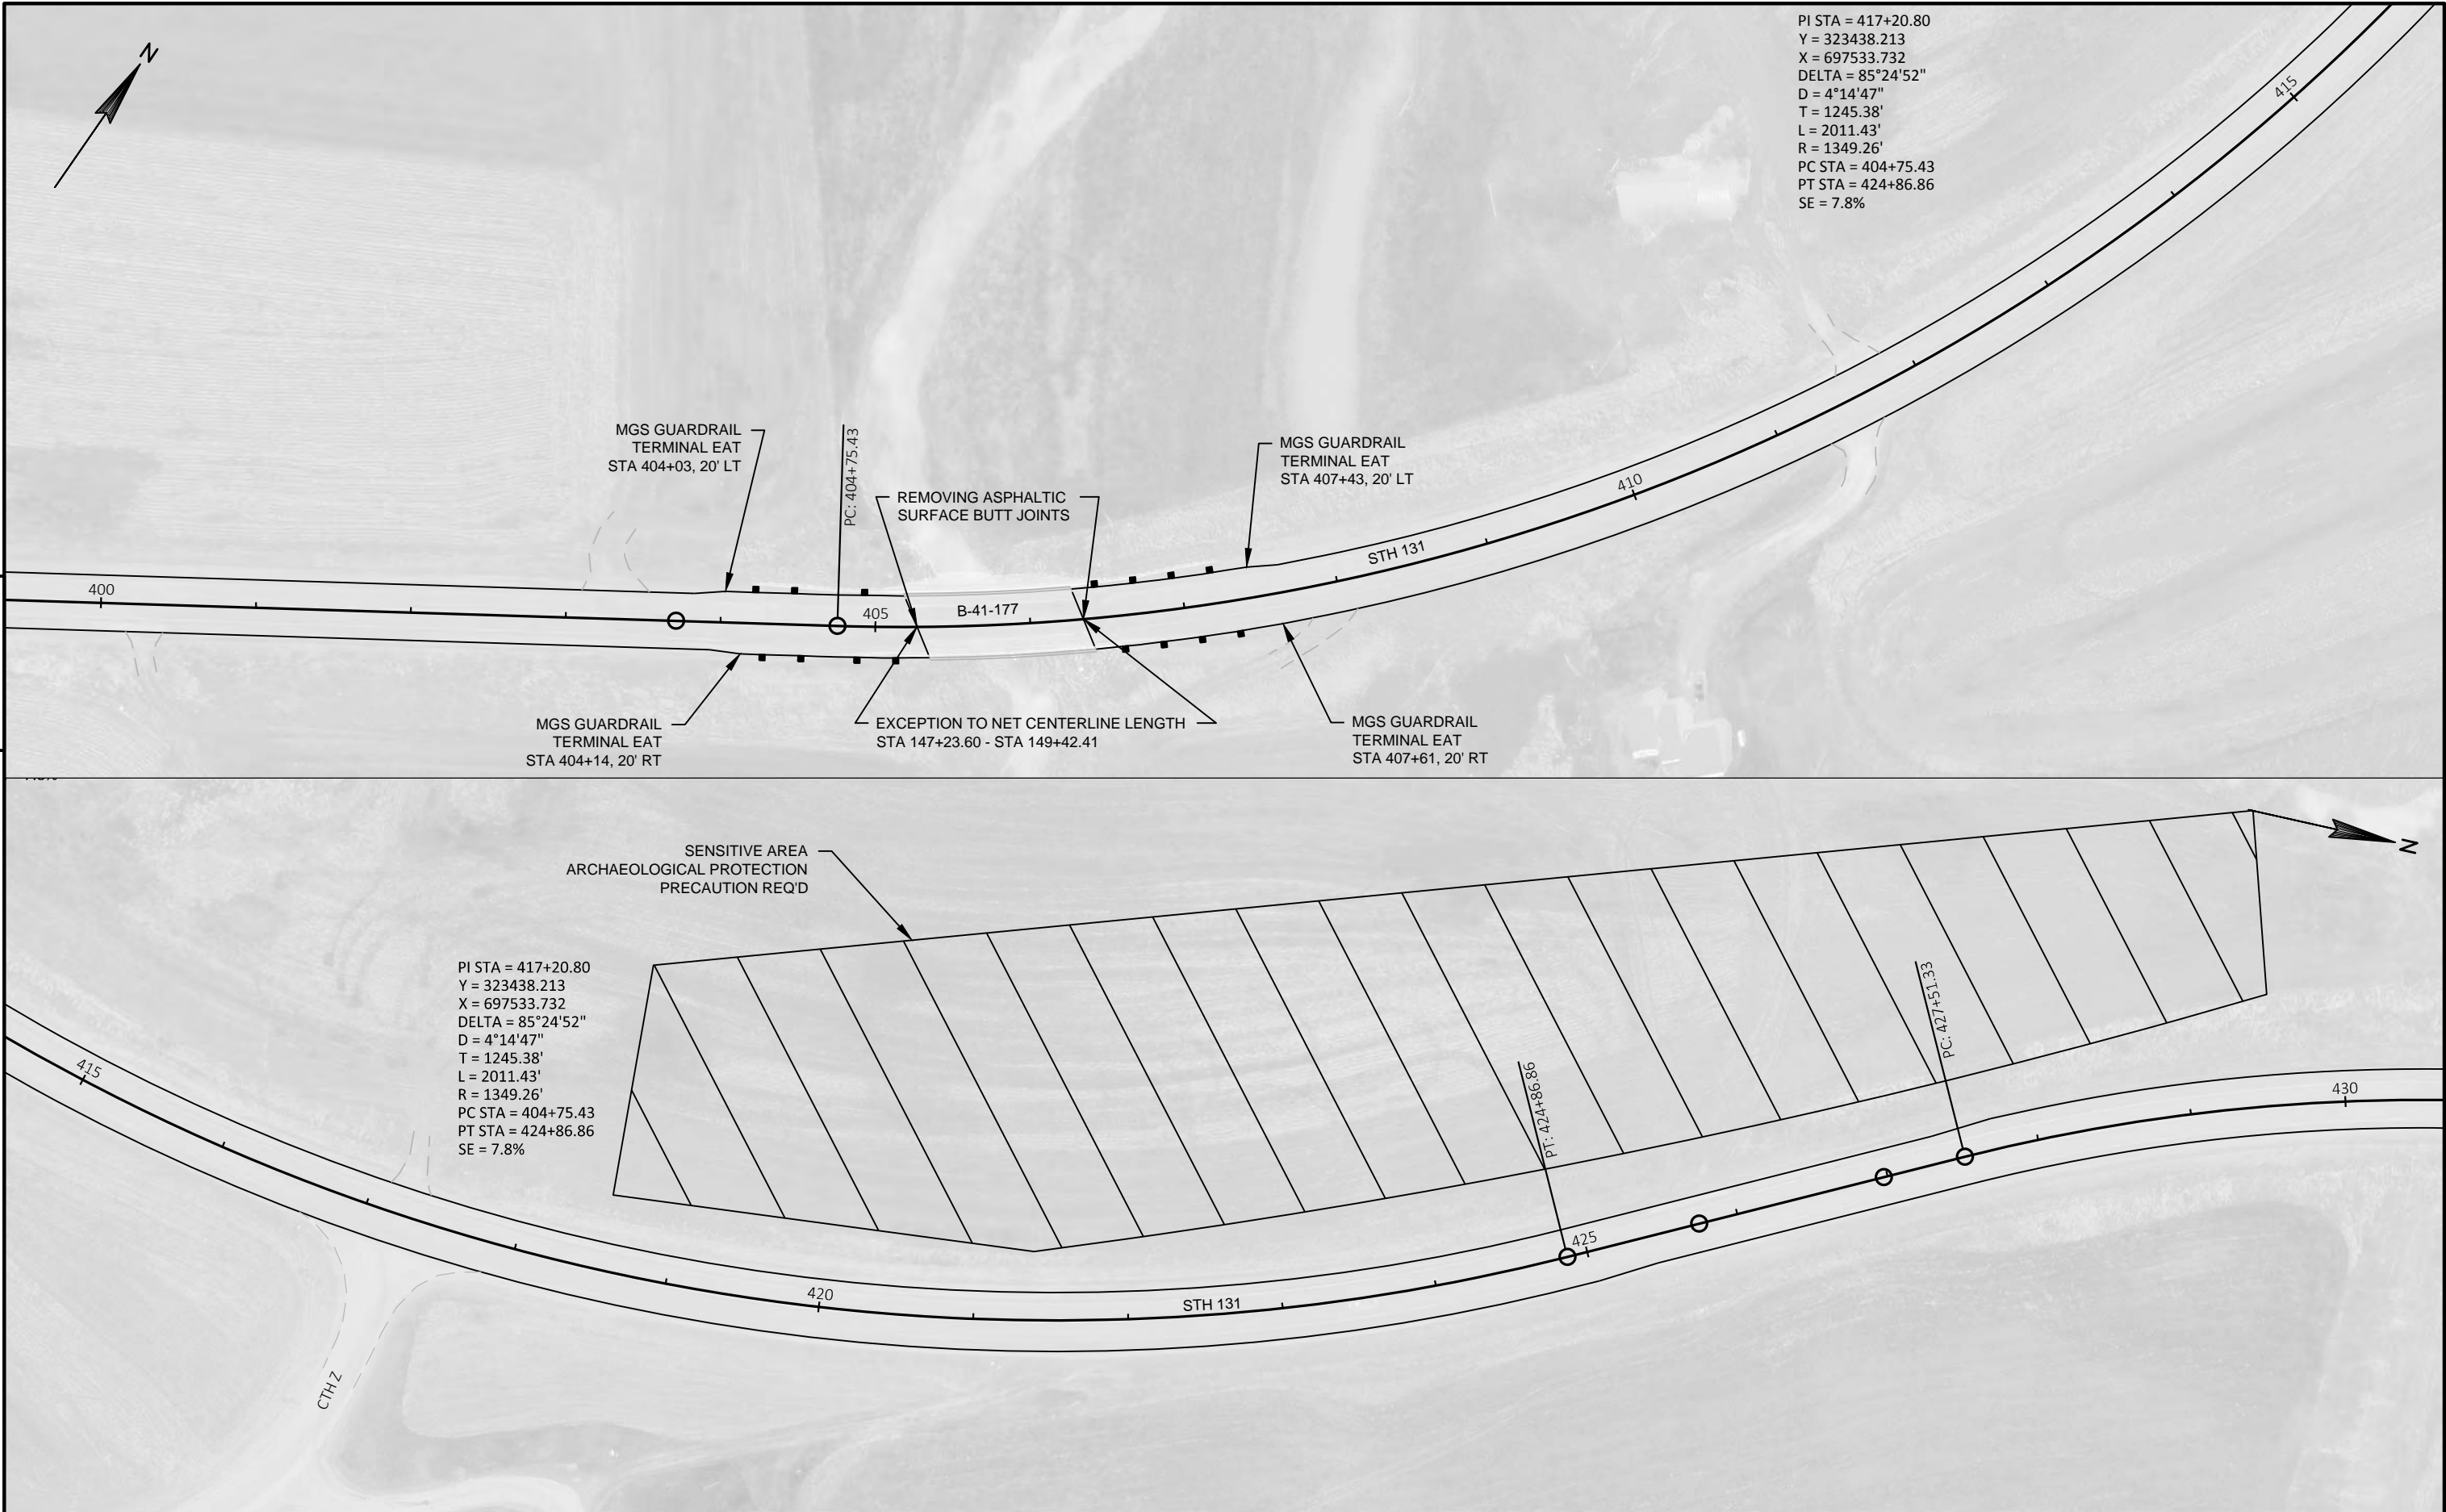 N
PI STA = 417+20.80
Y = 323438.213
X = 697533.732
DELTA = 85°24'52"
D = 4°14'47"
T = 1245.38'
L = 2011.43'
R = 1349.26'
PC STA = 404+75.43
PT STA = 424+86.86
SE = 7.8%
415
MGS GUARDRAIL
TERMINAL EAT
STA 404+03, 20' LT
PC: 404+75.43
REMOVING ASPHALTIC
SURFACE BUTT JOINTS
MGS GUARDRAIL
TERMINAL EAT
STA 407+43, 20' LT
410
STH 131
400
405
B-41-177
MGS GUARDRAIL
TERMINAL EAT
STA 404+14, 20' RT
EXCEPTION TO NET CENTERLINE LENGTH
STA 147+23.60 - STA 149+42.41
MGS GUARDRAIL
TERMINAL EAT
STA 407+61, 20' RT
SENSITIVE AREA
ARCHAEOLOGICAL PROTECTION
PRECAUTION REQ'D
N
PI STA = 417+20.80
Y = 323438.213
X = 697533.732
DELTA = 85°24'52"
D = 4°14'47"
T = 1245.38'
L = 2011.43'
R = 1349.26'
PC STA = 404+75.43
PT STA = 424+86.86
SE = 7.8%
415
PT: 424+86.86
PC: 427+51.33
430
425
420
STH 131
CTH Z